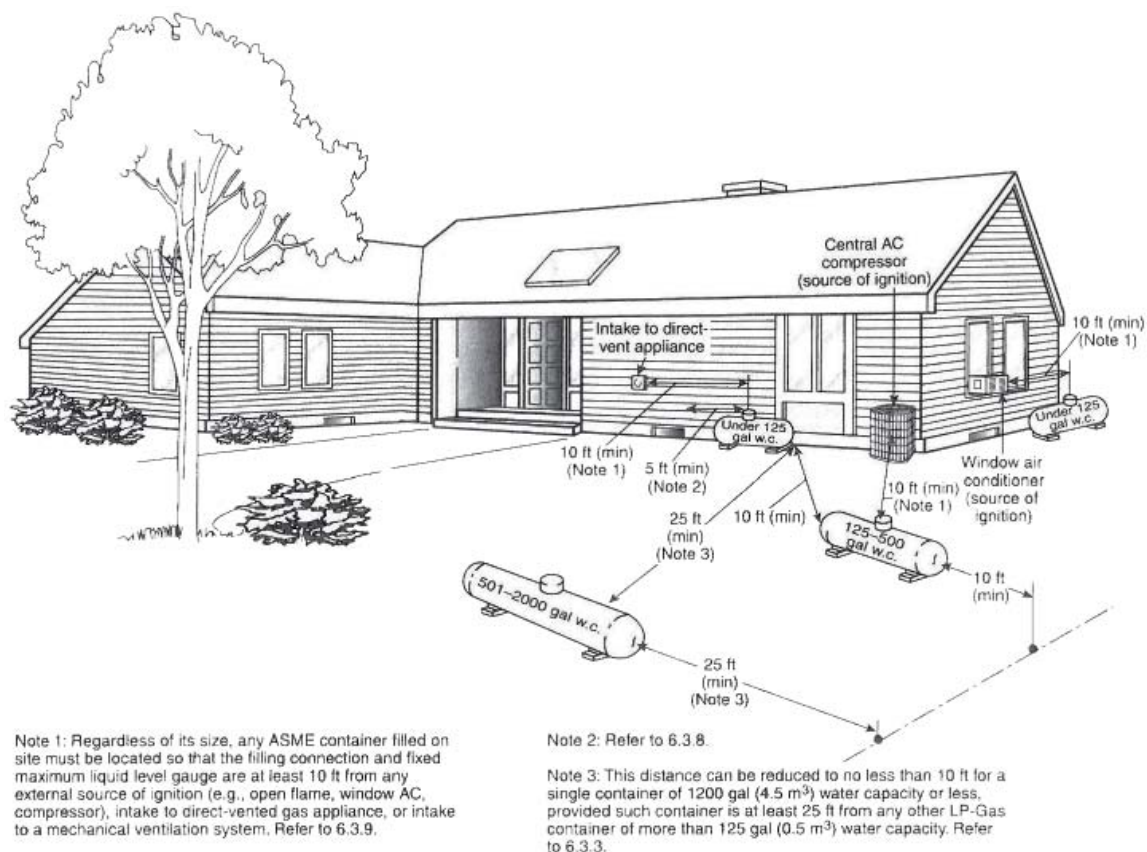 Central AC
compressor
(source of ignition)
10 ft (min)
(Note 1)
Intake to direct-
vent appliance
Under 125
gal w.c.
Under 125
gal w.c.
10 ft (min)
(Note 1)
5 ft (min)
(Note 2)
Window air
conditioner
(source of
ignition)
10 ft (min)
(Note 1)
25 ft
(min)
(Note 3)
10 ft (min)
125–500
gal w.c.
10 ft
(min)
501–2000 gal w.c.
25 ft
(min)
(Note 3)
Note 1: Regardless of its size, any ASME container filled on
site must be located so that the filling connection and fixed
maximum liquid level gauge are at least 10 ft from any
external source of ignition (e.g., open flame, window AC,
compressor), intake to direct-vented gas appliance, or intake
to a mechanical ventilation system. Refer to 6.3.9.
Note 2: Refer to 6.3.8.
Note 3: This distance can be reduced to no less than 10 ft for a
single container of 1200 gal (4.5 m³) water capacity or less,
provided such container is at least 25 ft from any other LP-Gas
container of more than 125 gal (0.5 m³) water capacity. Refer
to 6.3.3.